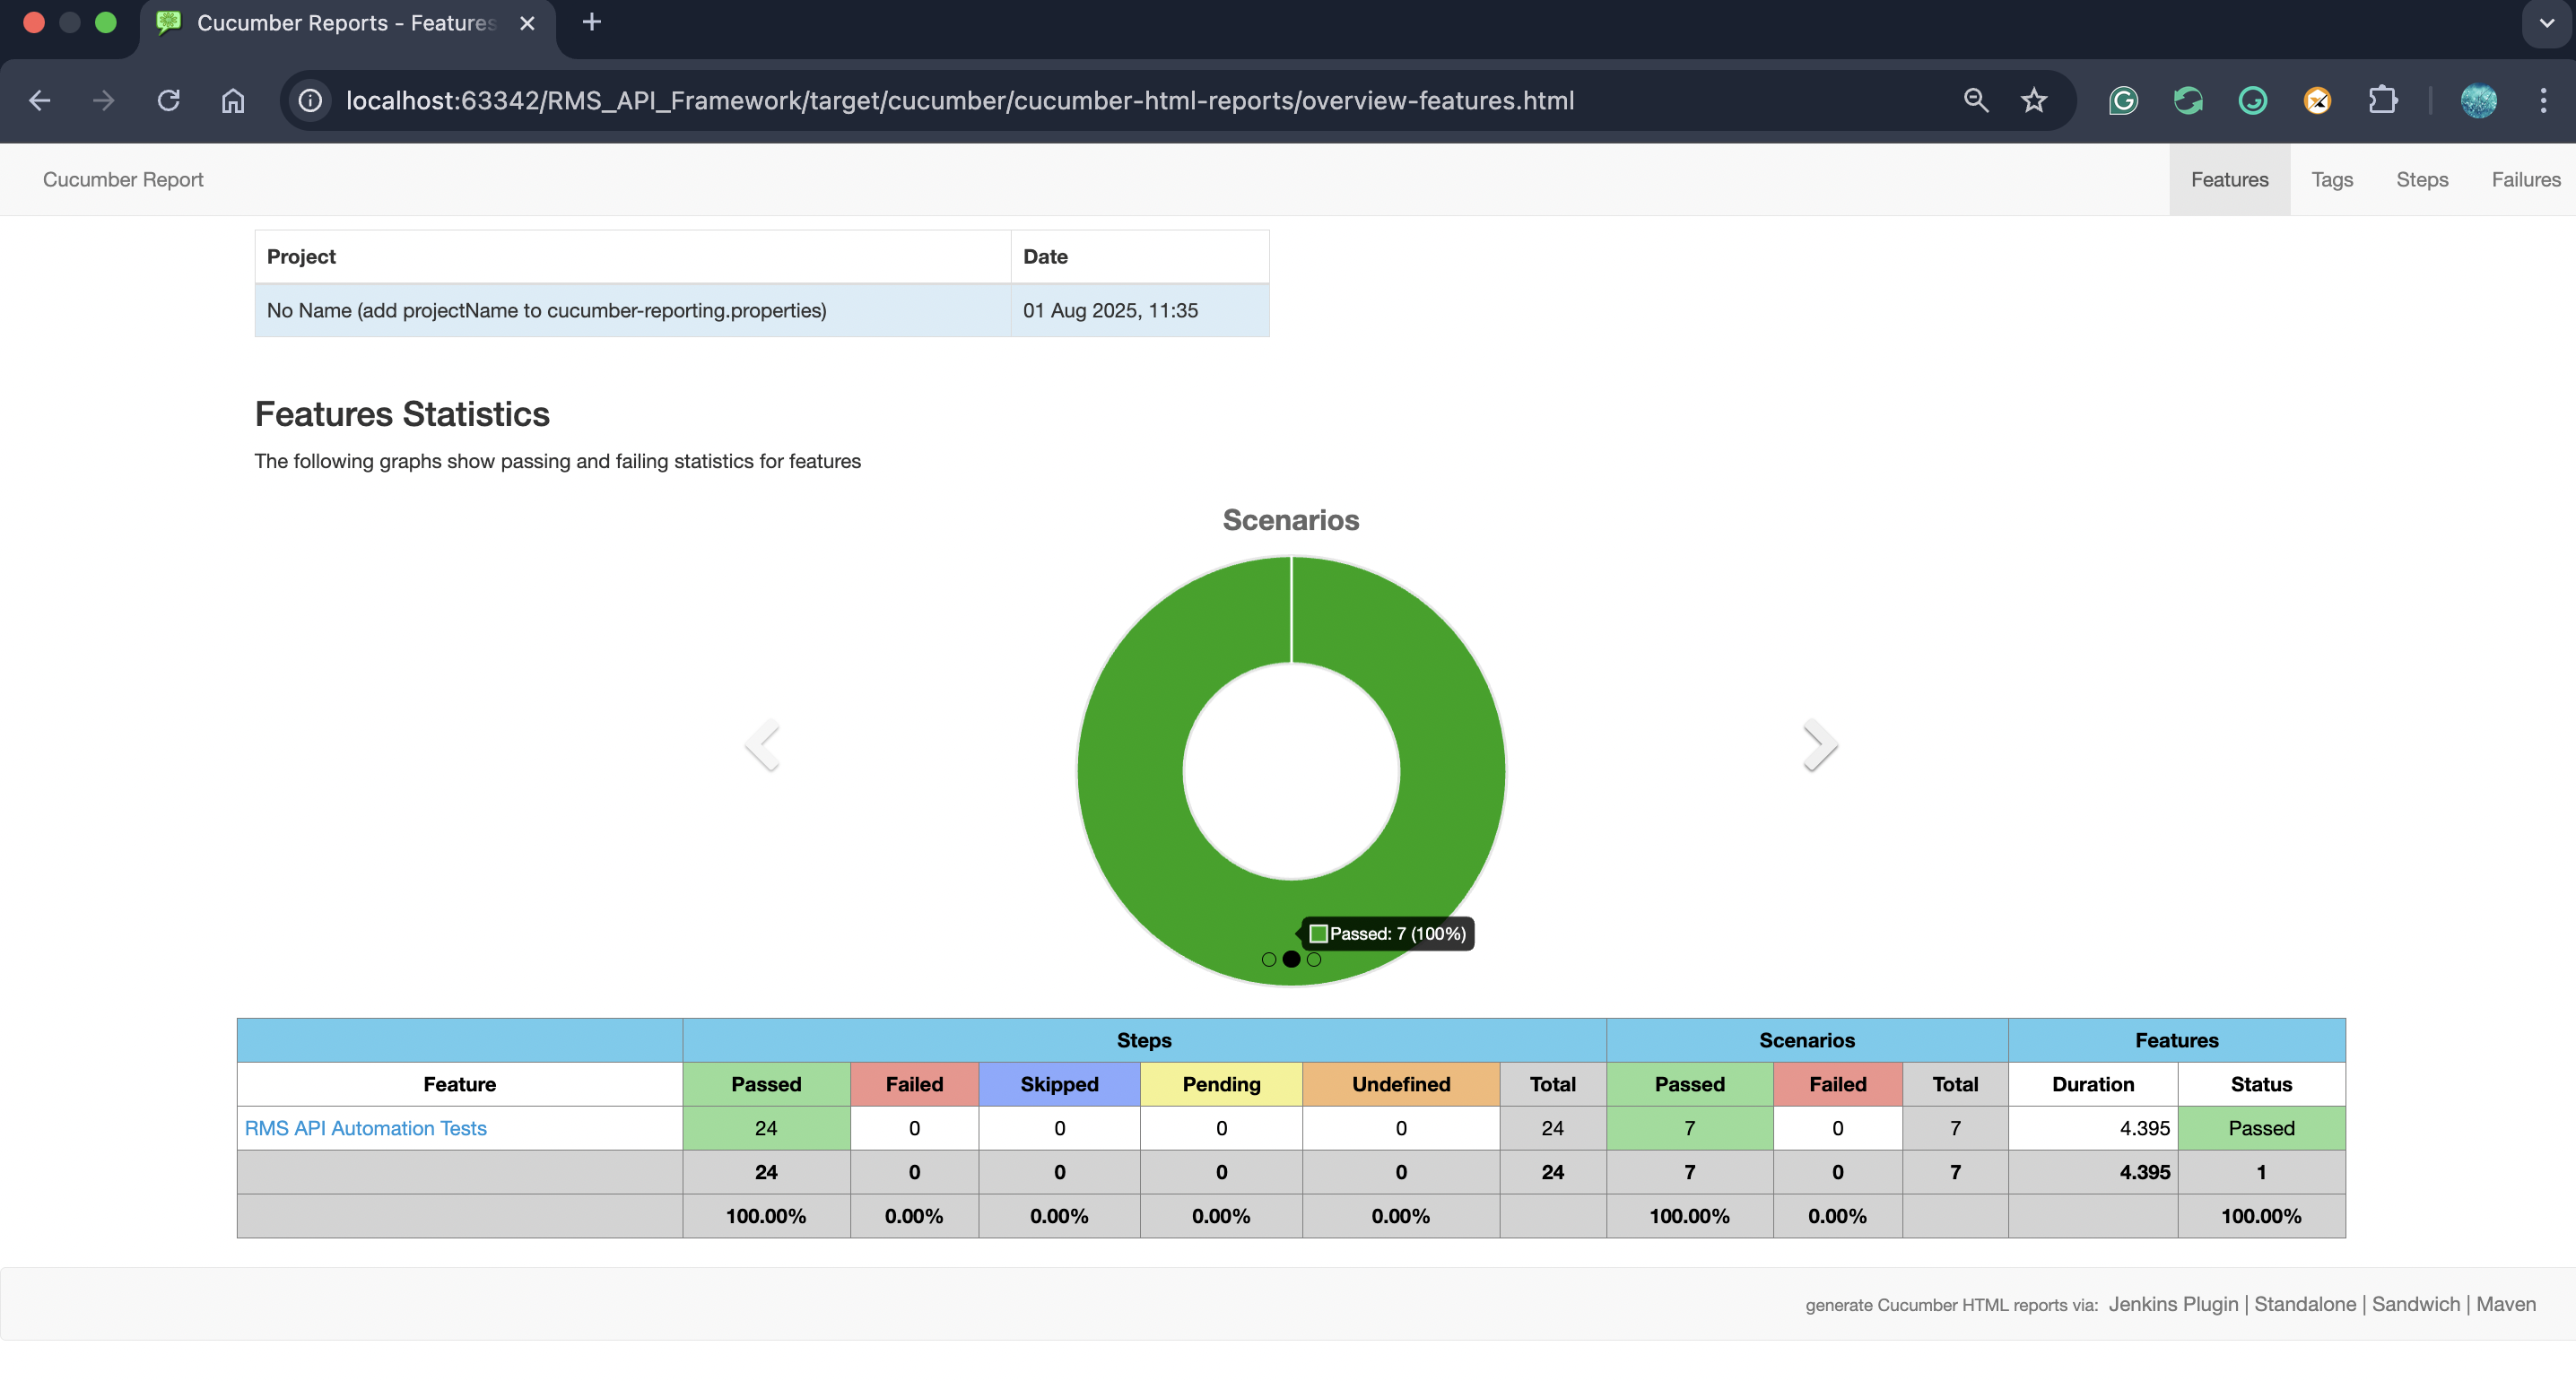 Cucumber Reports - Features
localhost:63342/RMS_API_Framework/target/cucumber/cucumber-html-reports/overview-features.html
Cucumber Report Features Tags Steps Failures
Project Date
No Name (add projectName to cucumber-reporting.properties) 01 Aug 2025, 11:35
Features Statistics
The following graphs show passing and failing statistics for features
Scenarios
Passed: 7 (100%)
Steps Scenarios Features
Feature Passed Failed Skipped Pending Undefined Total Passed Failed Total Duration Status
RMS API Automation Tests 24 0 0 0 0 24 7 0 7 4.395 Passed
24 0 0 0 0 24 7 0 7 4.395 1
100.00% 0.00% 0.00% 0.00% 0.00% 100.00% 0.00% 100.00%
generate Cucumber HTML reports via: Jenkins Plugin | Standalone | Sandwich | Maven